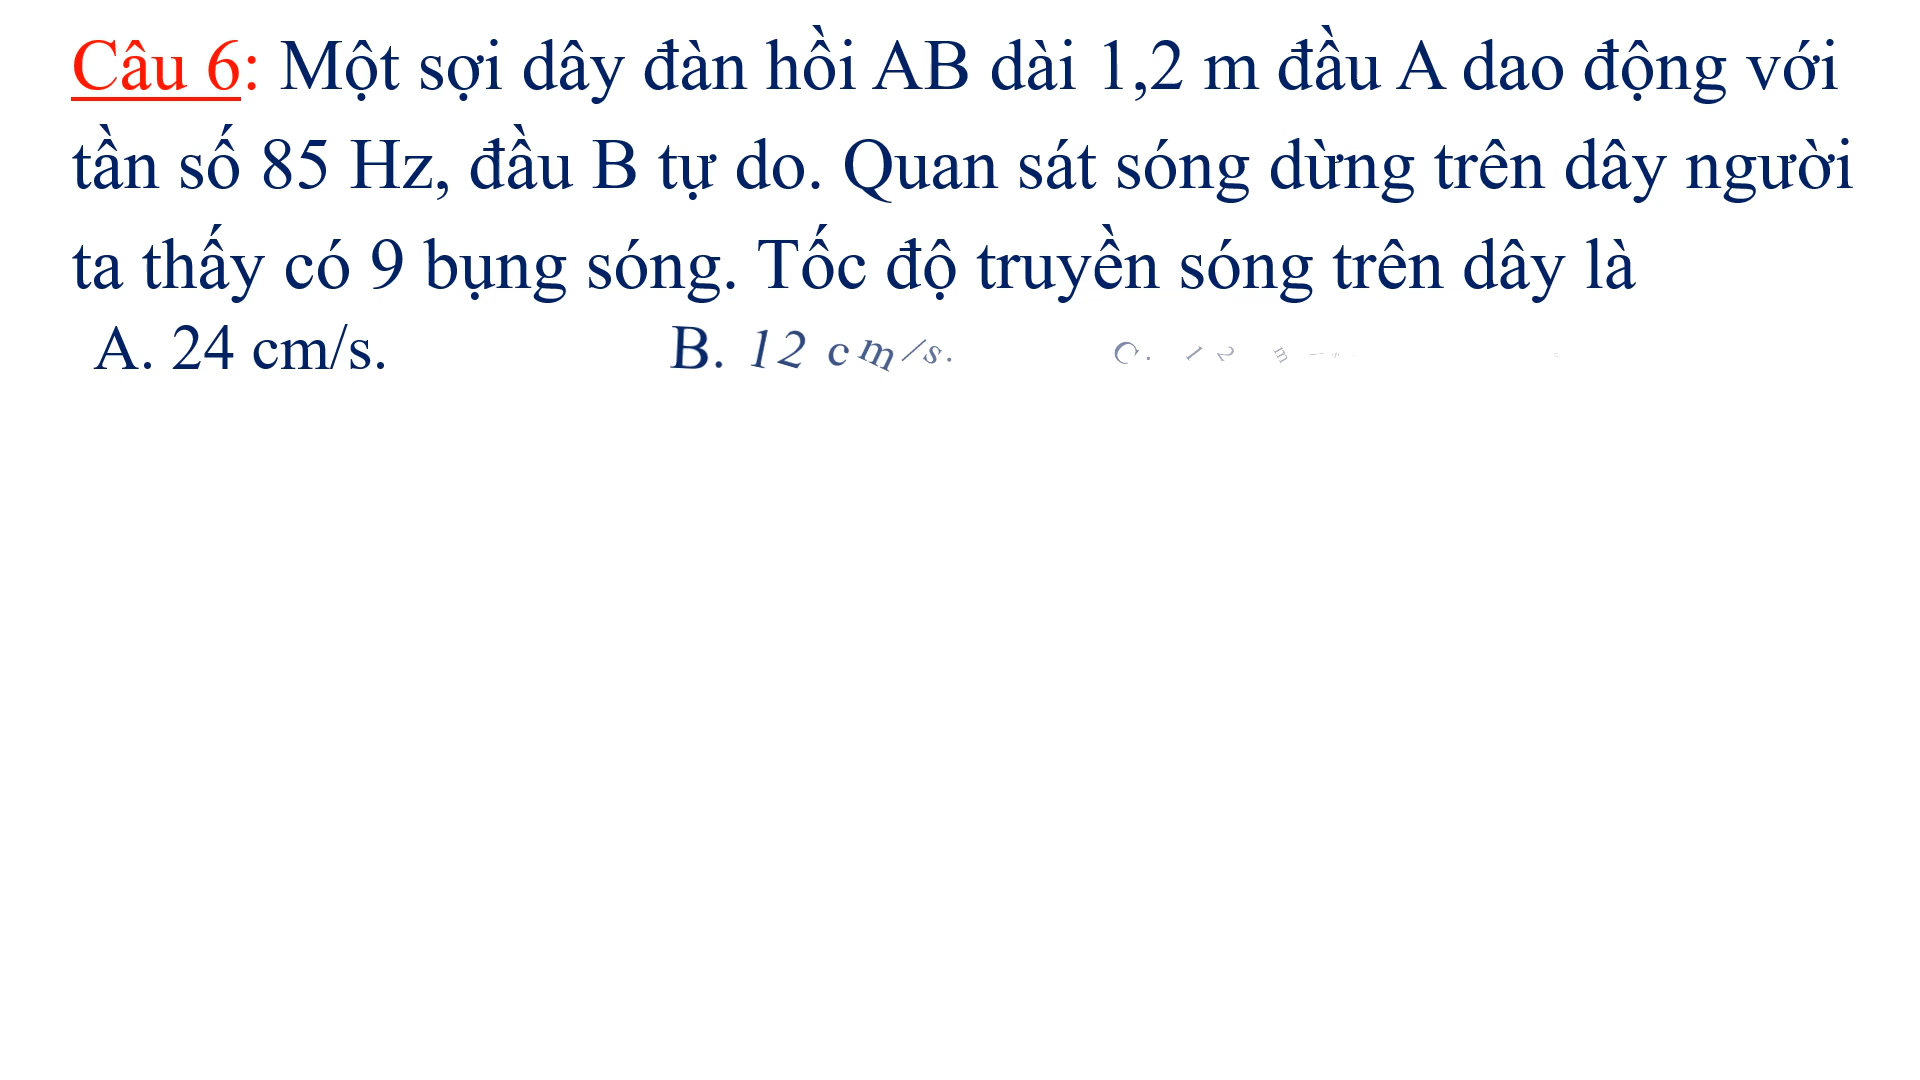 Câu 6: Một sợi dây đàn hồi AB dài 1,2 m đầu A dao động với
tần số 85 Hz, đầu B tự do. Quan sát sóng dừng trên dây người
ta thấy có 9 bụng sóng. Tốc độ truyền sóng trên dây là
A. 24 cm/s. B. 12 cm/s. C. 12 m/s.